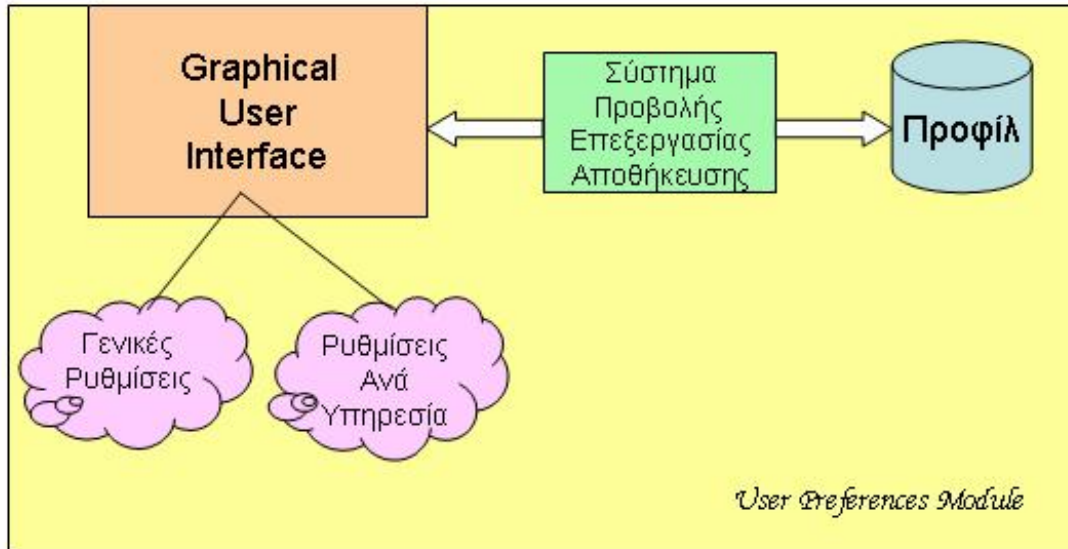 Graphical
User
Interface
Σύστημα
Προβολής
Επεξεργασίας
Αποθήκευσης
Προφίλ
Γενικές
Ρυθμίσεις
Ρυθμίσεις
Ανά
Υπηρεσία
User Preferences Module